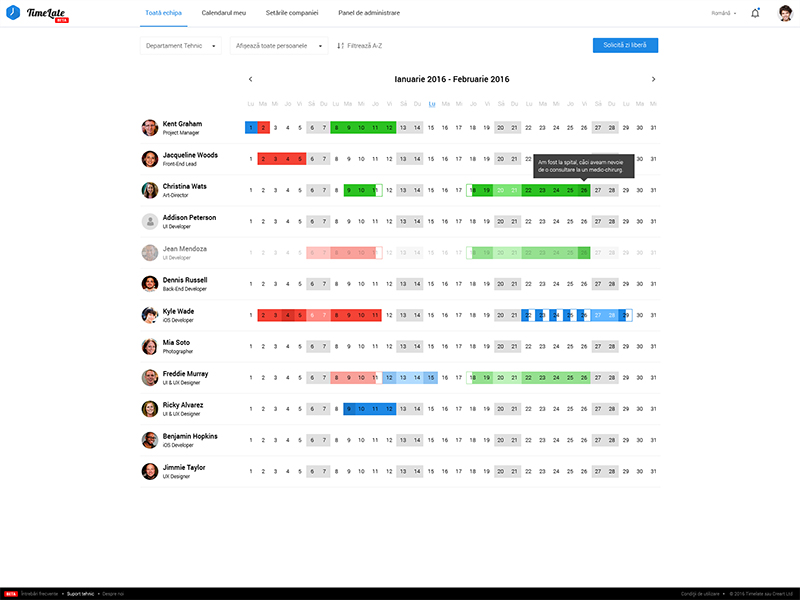 TimeLate
BETA
Toată echipa
Calendarul meu
Setările companiei
Panel de administrare
Română
Departament Tehnic
Afișează toate persoanele
Filtrează A-Z
Solicită zi liberă
Ianuarie 2016 - Februarie 2016
Lu Ma Mi Jo Vi Sâ Du Lu Ma Mi Jo Vi Sâ Du Lu Ma Mi Jo Vi Sâ Du Lu Ma Mi Jo Vi Sâ Du Lu Ma Mi
Kent Graham
Project Manager
1 2 3 4 5 6 7 8 9 10 11 12 13 14 15 16 17 18 19 20 21 22 23 24 25 26 27 28 29 30 31
Jacqueline Woods
Front-End Lead
1 2 3 4 5 6 7 8 9 10 11 12 13 14 15 16 17 18 19 20 21 22 29 30 31
Am fost la spital, căci aveam nevoie
de o consultare la un medic-chirurg.
Christina Wats
Art-Director
1 2 3 4 5 6 7 8 9 10 11 12 13 14 15 16 17 18 19 20 21 22 23 24 25 26 27 28 29 30 31
Addison Peterson
UI Developer
1 2 3 4 5 6 7 8 9 10 11 12 13 14 15 16 17 18 19 20 21 22 23 24 25 26 27 28 29 30 31
Jean Mendoza
UI Developer
1 2 3 4 5 6 7 8 9 10 11 12 13 14 15 16 17 18 19 20 21 22 23 24 25 26 27 28 29 30 31
Dennis Russell
Back-End Developer
1 2 3 4 5 6 7 8 9 10 11 12 13 14 15 16 17 18 19 20 21 22 23 24 25 26 27 28 29 30 31
Kyle Wade
iOS Developer
1 2 3 4 5 6 7 8 9 10 11 12 13 14 15 16 17 18 19 20 21 22 23 24 25 26 27 28 29 30 31
Mia Soto
Photographer
1 2 3 4 5 6 7 8 9 10 11 12 13 14 15 16 17 18 19 20 21 22 23 24 25 26 27 28 29 30 31
Freddie Murray
UI & UX Designer
1 2 3 4 5 6 7 8 9 10 11 12 13 14 15 16 17 18 19 20 21 22 23 24 25 26 27 28 29 30 31
Ricky Alvarez
UI & UX Designer
1 2 3 4 5 6 7 8 9 10 11 12 13 14 15 16 17 18 19 20 21 22 23 24 25 26 27 28 29 30 31
Benjamin Hopkins
iOS Developer
1 2 3 4 5 6 7 8 9 10 11 12 13 14 15 16 17 18 19 20 21 22 23 24 25 26 27 28 29 30 31
Jimmie Taylor
UX Designer
1 2 3 4 5 6 7 8 9 10 11 12 13 14 15 16 17 18 19 20 21 22 23 24 25 26 27 28 29 30 31
BETA Întrebări frecvente • Suport tehnic • Despre noi
Condiții de utilizare • © 2016 Timelate